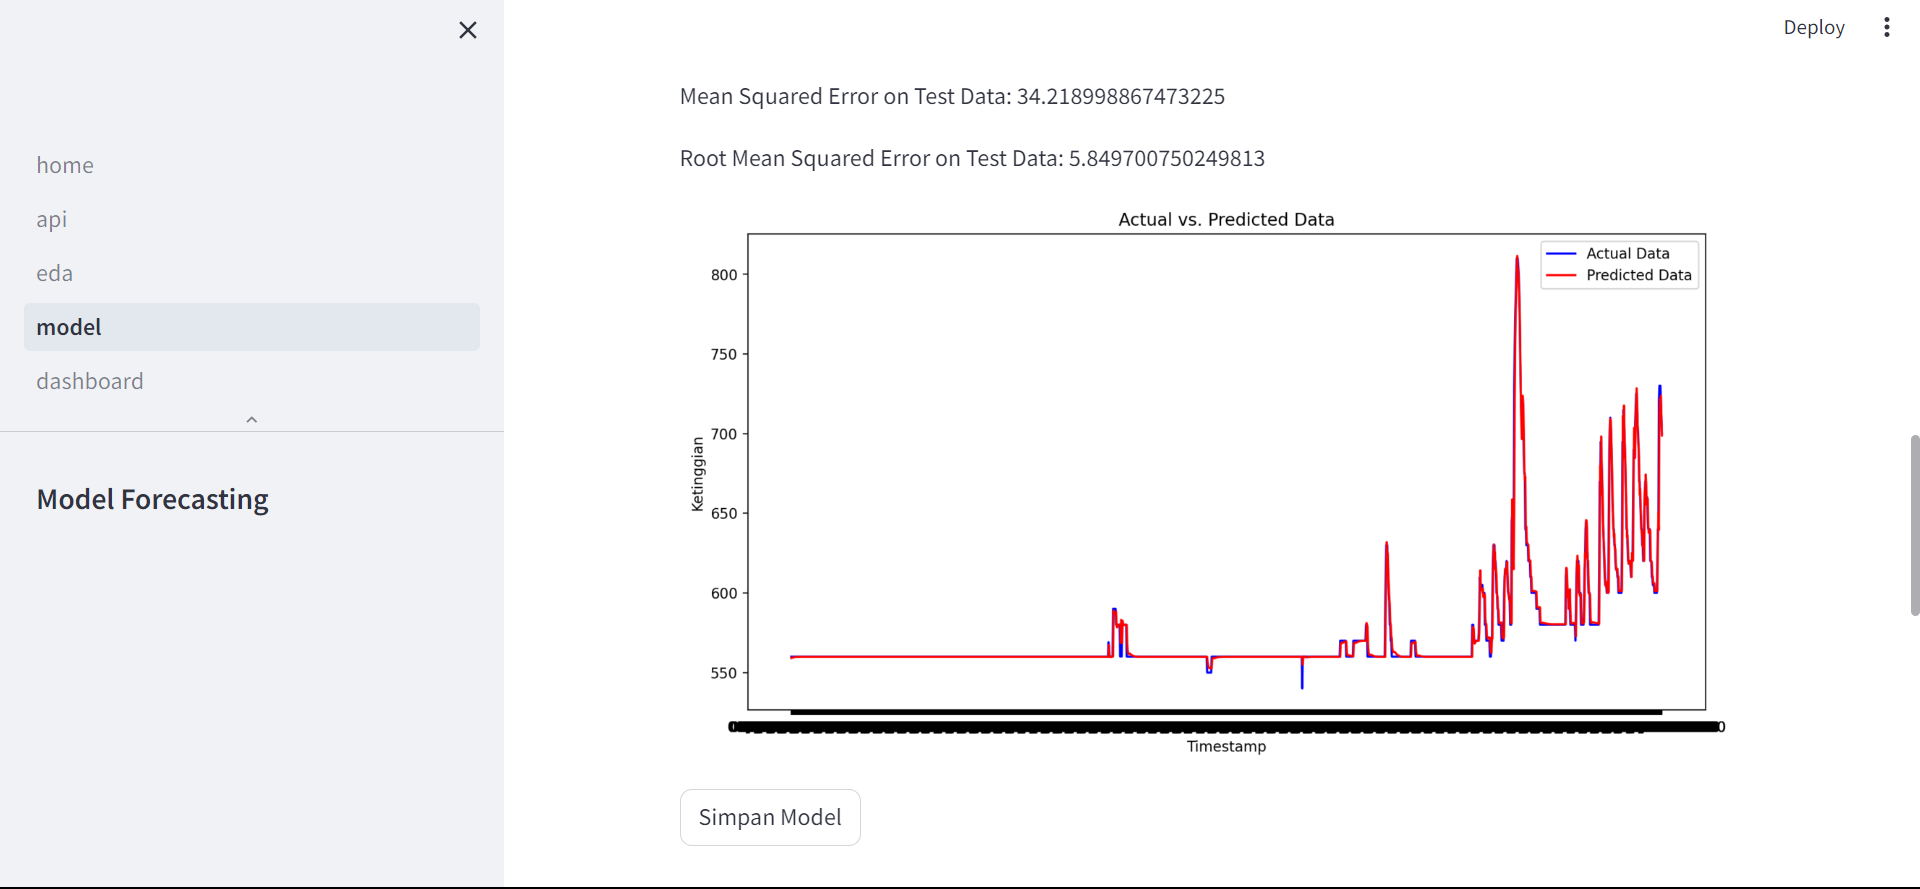 Deploy
home
api
eda
model
dashboard
Model Forecasting
Mean Squared Error on Test Data: 34.218998867473225
Root Mean Squared Error on Test Data: 5.849700750249813
Actual vs. Predicted Data
Actual Data
Predicted Data
800
750
700
650
600
550
Ketinggian
Timestamp
Simpan Model